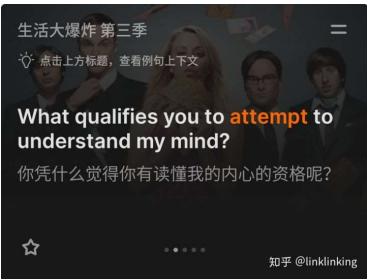 生活大爆炸 第三季
点击上方标题，查看例句上下文
What qualifies you to attempt to
understand my mind?
你凭什么觉得你有读懂我的内心的资格呢?
知乎 @linklinking